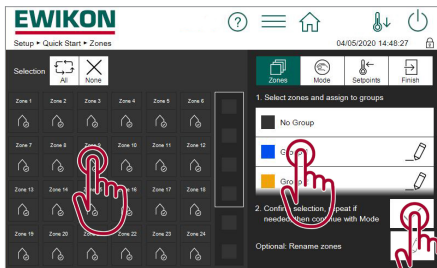 EWIKON
?
Setup ▸ Quick Start ▸ Zones
04/05/2020 14:48:27
Selection
All
None
Zones
Mode
Setpoints
Finish
Zone 1 Zone 2 Zone 3 Zone 4 Zone 5 Zone 6
Zone 7 Zone 8 Zone 9 Zone 10 Zone 11 Zone 12
Zone 13 Zone 14 Zone 16 Zone 17 Zone 18
Zone 19 Zone 20 Zone 22 Zone 23 Zone 24
1. Select zones and assign to groups
No Group
Group
Group
2. Confirm selection, repeat if
needed, then continue with Mode
Optional: Rename zones